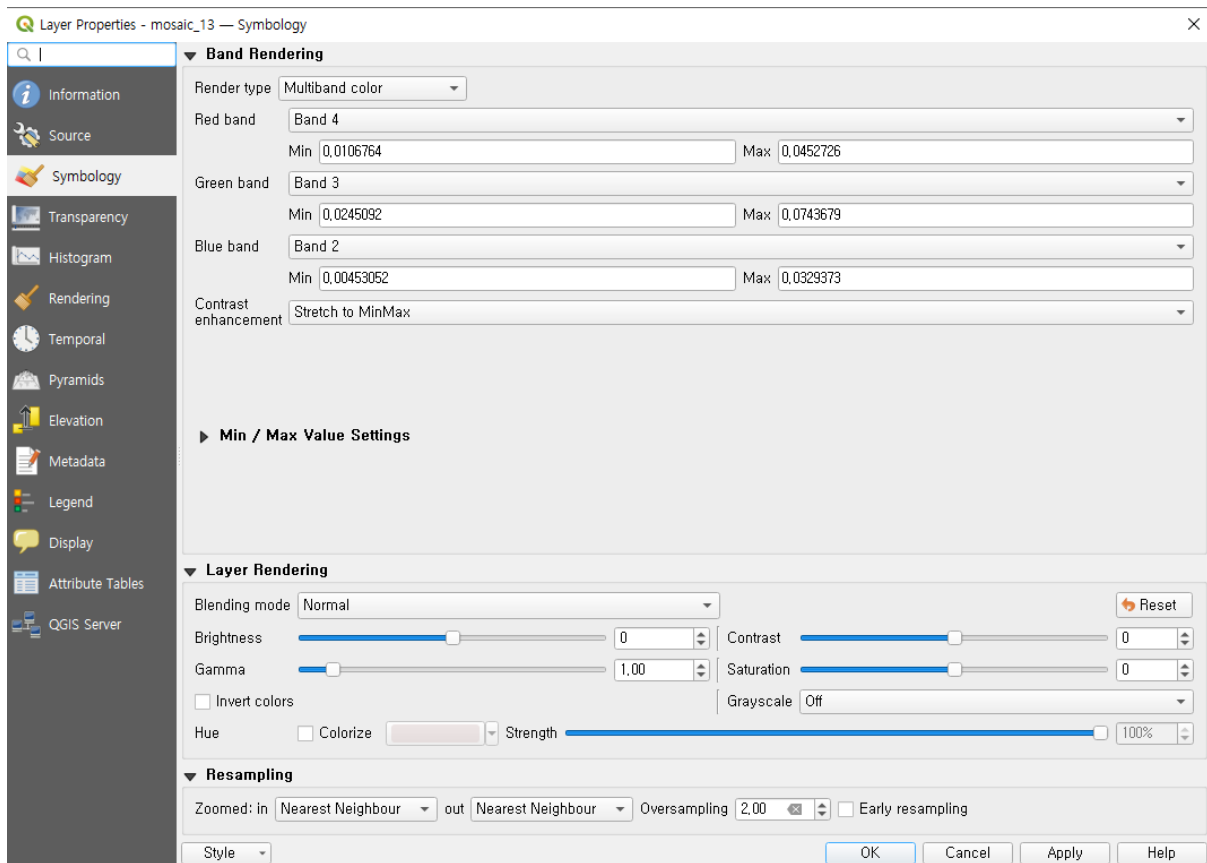 Layer Properties - mosaic_13 — Symbology
Information
Source
Symbology
Transparency
Histogram
Rendering
Temporal
Pyramids
Elevation
Metadata
Legend
Display
Attribute Tables
QGIS Server
Band Rendering
Render type Multiband color
Red band Band 4
Min 0,0106764 Max 0,0452726
Green band Band 3
Min 0,0245092 Max 0,0743679
Blue band Band 2
Min 0,00453052 Max 0,0329373
Contrast
enhancement Stretch to MinMax
Min / Max Value Settings
Layer Rendering
Blending mode Normal Reset
Brightness 0 Contrast 0
Gamma 1,00 Saturation 0
Invert colors Grayscale Off
Hue Colorize Strength 100%
Resampling
Zoomed: in Nearest Neighbour out Nearest Neighbour Oversampling 2,00 Early resampling
Style OK Cancel Apply Help